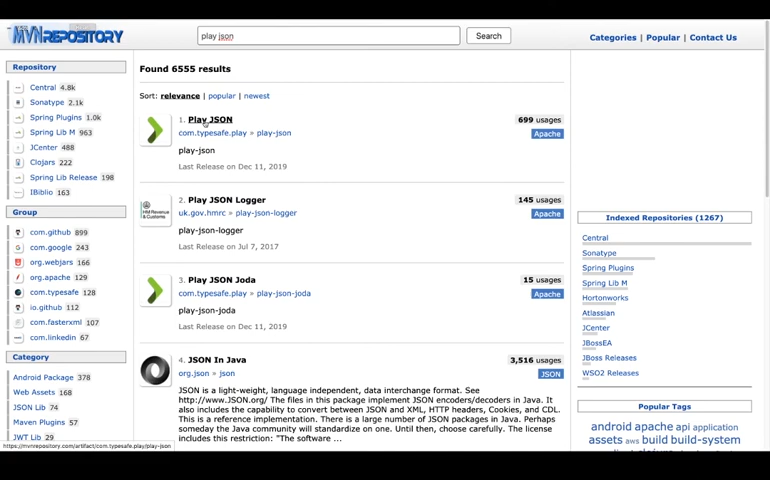 MVNREPOSITORY
play json
Search
Categories | Popular | Contact Us
Repository
Central 4.8k
Sonatype 2.1k
Spring Plugins 1.0k
Spring Lib M 963
JCenter 488
Clojars 222
Spring Lib Release 198
IBiblio 163
Group
com.github 899
com.google 243
org.webjars 166
org.apache 129
com.typesafe 128
io.github 112
com.fasterxml 107
com.linkedin 67
Category
Android Package 378
Web Assets 168
JSON Lib 74
Maven Plugins 57
JWT Lib 29
https://mvnrepository.com/artifact/com.typesafe.play/play-json
Found 6555 results
Sort: relevance | popular | newest
1. Play JSON
699 usages
com.typesafe.play » play-json
Apache
play-json
Last Release on Dec 11, 2019
2. Play JSON Logger
145 usages
HM Revenue & Customs
uk.gov.hmrc » play-json-logger
Apache
play-json-logger
Last Release on Jul 7, 2017
3. Play JSON Joda
15 usages
com.typesafe.play » play-json-joda
Apache
play-json-joda
Last Release on Dec 11, 2019
4. JSON In Java
3,516 usages
org.json » json
JSON
JSON is a light-weight, language independent, data interchange format. See
http://www.JSON.org/ The files in this package implement JSON encoders/decoders in Java. It
also includes the capability to convert between JSON and XML, HTTP headers, Cookies, and CDL.
This is a reference implementation. There is a large number of JSON packages in Java. Perhaps
someday the Java community will standardize on one. Until then, choose carefully. The license
includes this restriction: "The software ...
Indexed Repositories (1267)
Central
Sonatype
Spring Plugins
Spring Lib M
Hortonworks
Atlassian
JCenter
JBossEA
JBoss Releases
WSO2 Releases
Popular Tags
android apache api application
assets aws build build-system